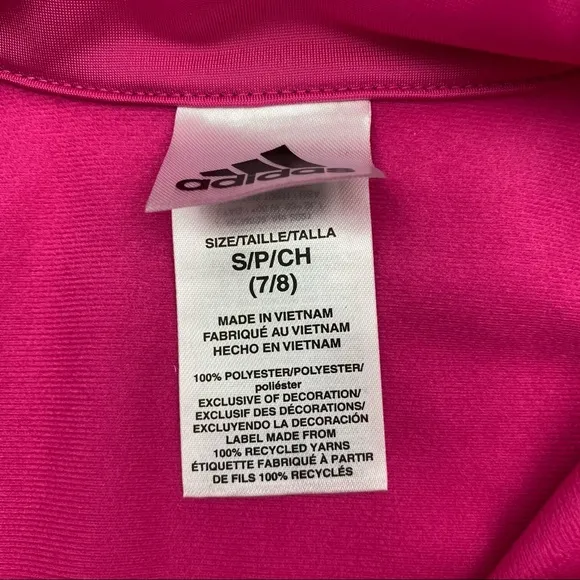 adidas
SIZE/TAILLE/TALLA
S/P/CH
(7/8)
MADE IN VIETNAM
FABRIQUÉ AU VIETNAM
HECHO EN VIETNAM
100% POLYESTER/POLYESTER/
poliéster
EXCLUSIVE OF DECORATION/
EXCLUSIF DES DÉCORATIONS/
EXCLUYENDO LA DECORACIÓN
LABEL MADE FROM
100% RECYCLED YARNS
ÉTIQUETTE FABRIQUÉ À PARTIR
DE FILS 100% RECYCLÉS